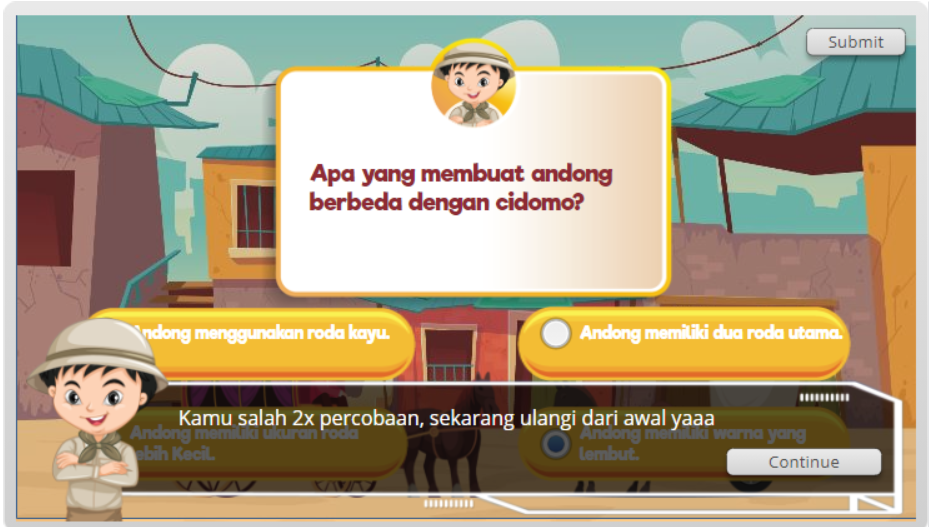 Submit
Apa yang membuat andong
berbeda dengan cidomo?
Andong menggunakan roda kayu.
Andong memiliki dua roda utama.
Kamu salah 2x percobaan, sekarang ulangi dari awal yaaa
Andong memiliki ukuran roda
lebih Kecil.
Andong memiliki warna yang
lembut.
Continue